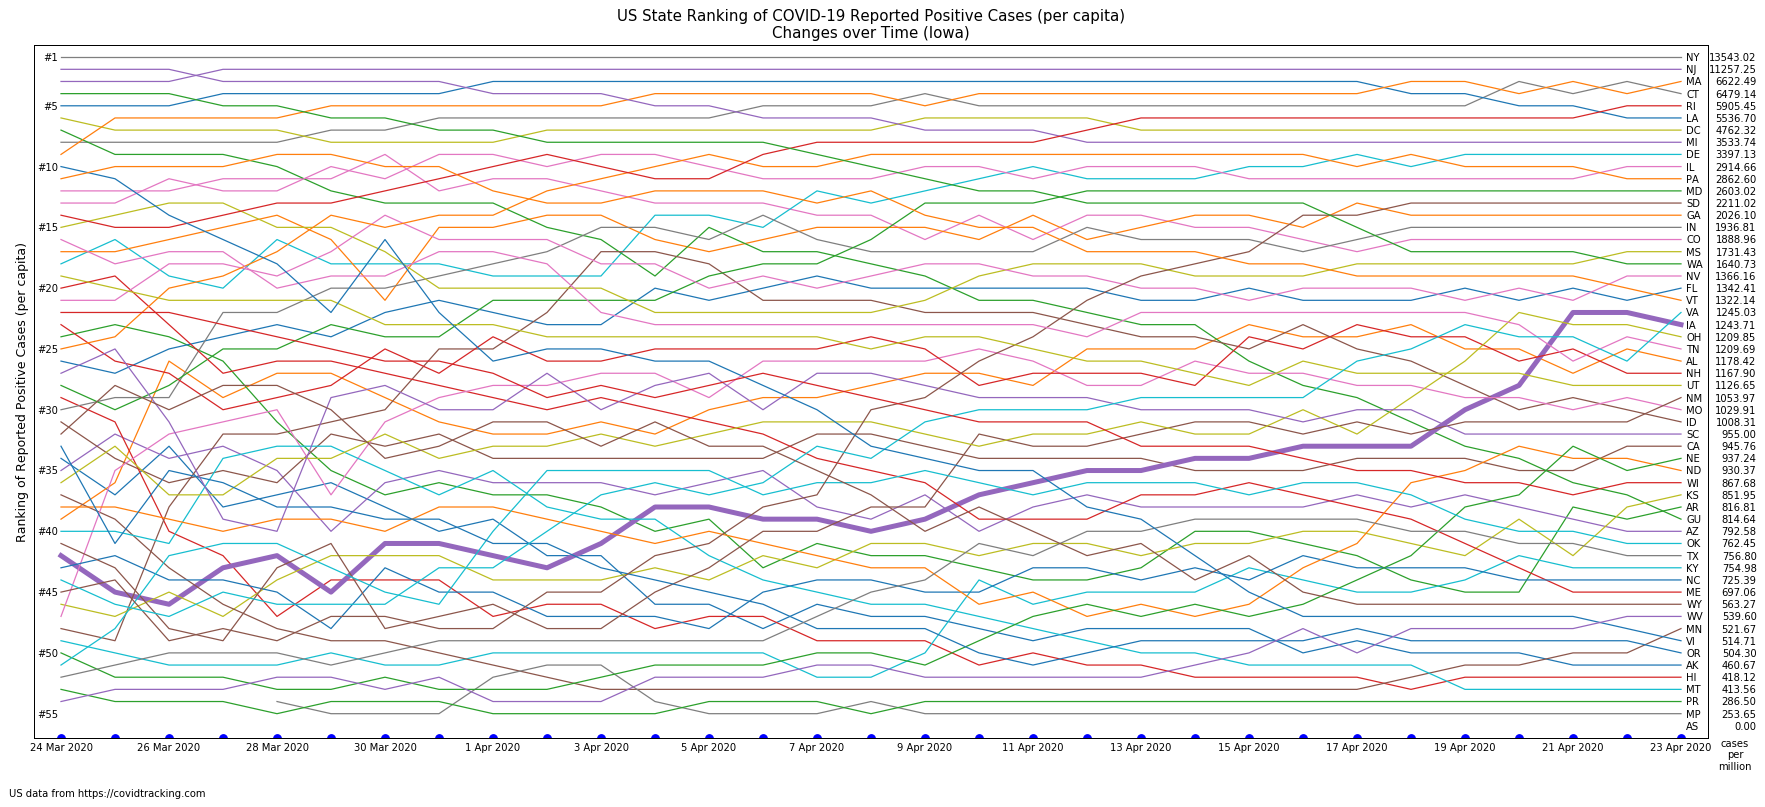 US State Ranking of COVID-19 Reported Positive Cases (per capita)
Changes over Time (Iowa)
Ranking of Reported Positive Cases (per capita)
#1
#5
#10
#15
#20
#25
#30
#35
#40
#45
#50
#55
NY 13543.02
NJ 11257.25
MA 6622.49
CT 6479.14
RI 5905.45
LA 5536.70
DC 4762.32
MI 3533.74
DE 3397.13
IL 2914.66
PA 2862.60
MD 2603.02
SD 2211.02
GA 2026.10
IN 1936.81
CO 1888.96
MS 1731.43
WA 1640.73
NV 1366.16
FL 1342.41
VT 1322.14
VA 1245.03
IA 1243.71
OH 1209.85
TN 1209.69
AL 1178.42
NH 1167.90
UT 1126.65
NM 1053.97
MO 1029.91
ID 1008.31
SC 955.00
CA 945.76
NE 937.24
ND 930.37
WI 867.68
KS 851.95
AR 816.81
GU 814.64
AZ 792.58
OK 762.45
TX 756.80
KY 754.98
NC 725.39
ME 697.06
WY 563.27
WV 539.60
MN 521.67
VI 514.71
OR 504.30
AK 460.67
HI 418.12
MT 413.56
PR 286.50
MP 253.65
AS 0.00
24 Mar 2020
26 Mar 2020
28 Mar 2020
30 Mar 2020
1 Apr 2020
3 Apr 2020
5 Apr 2020
7 Apr 2020
9 Apr 2020
11 Apr 2020
13 Apr 2020
15 Apr 2020
17 Apr 2020
19 Apr 2020
21 Apr 2020
23 Apr 2020
cases
per
million
US data from https://covidtracking.com